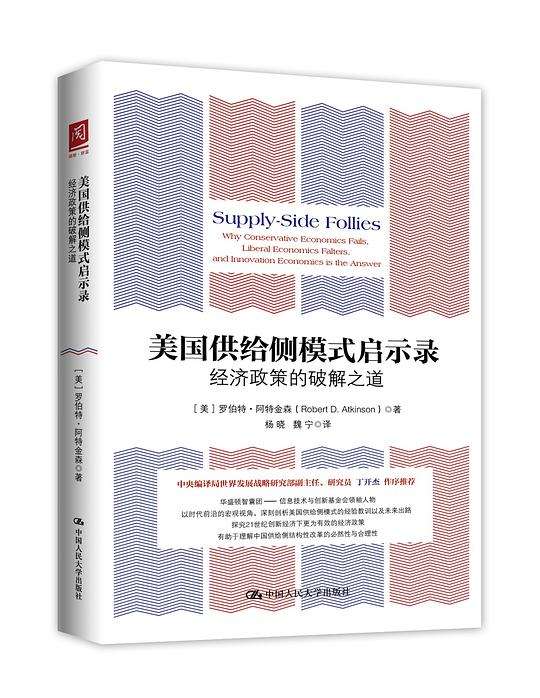 阅
阅想·财富
美国供给侧模式启示录
经济政策的破解之道
[美]罗伯特·阿特金森 著
中国人民大学出版社
Supply-Side Follies
Why Conservative Economics Fails,
Liberal Economics Falters,
and Innovation Economics is the Answer
美国供给侧模式启示录
经济政策的破解之道
[美]罗伯特·阿特金森(Robert D. Atkinson)著
杨晓 魏宁 译
中央编译局世界发展战略研究部副主任、研究员 丁开杰 作序推荐
华盛顿智囊团——信息技术与创新基金会领袖人物
以时代前沿的宏观视角,深刻剖析美国供给侧模式的经验教训以及未来出路
探究21世纪创新经济下更为有效的经济政策
有助于理解中国供给侧结构性改革的必然性与合理性
中国人民大学出版社